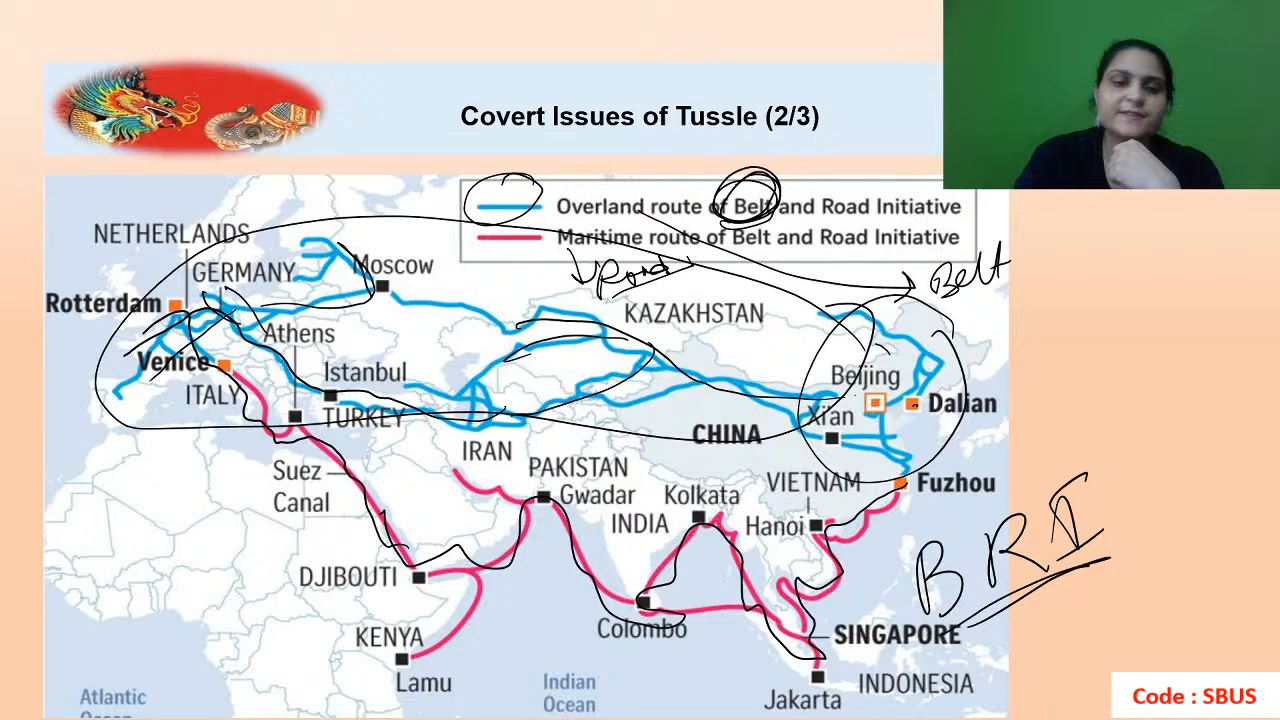 Covert Issues of Tussle (2/3)
Overland route of Belt and Road Initiative
Maritime route of Belt and Road Initiative
Road
Belt
NETHERLANDS
GERMANY
Moscow
Rotterdam
KAZAKHSTAN
Athens
Venice
Istanbul
Beijing
ITALY
TURKEY
Xian
Dalian
CHINA
IRAN
Suez
Canal
PAKISTAN
Gwadar
Kolkata
VIETNAM
Fuzhou
INDIA
Hanoi
BRI
DJIBOUTI
Colombo
SINGAPORE
KENYA
Lamu
Jakarta
INDONESIA
Atlantic
Ocean
Indian
Ocean
Code : SBUS